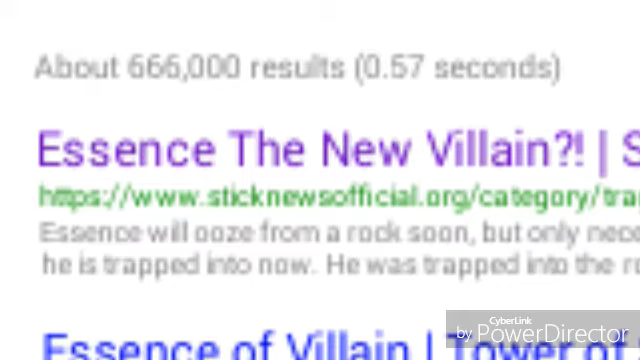 About 666,000 results (0.57 seconds)
Essence The New Villain?! | S
https://www.sticknewsofficial.org/category/tra
Essence will ooze from a rock soon, but only nece
he is trapped into now. He was trapped into the ro
Essence of Villain | Tower of
CyberLink
by PowerDirector